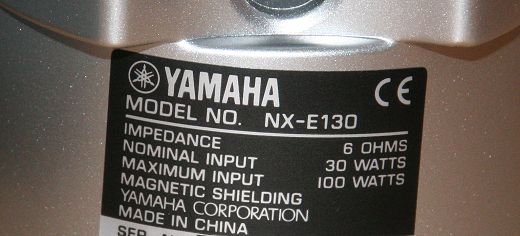 YAMAHA CE
MODEL NO. NX-E130
IMPEDANCE 6 OHMS
NOMINAL INPUT 30 WATTS
MAXIMUM INPUT 100 WATTS
MAGNETIC SHIELDING
YAMAHA CORPORATION
MADE IN CHINA